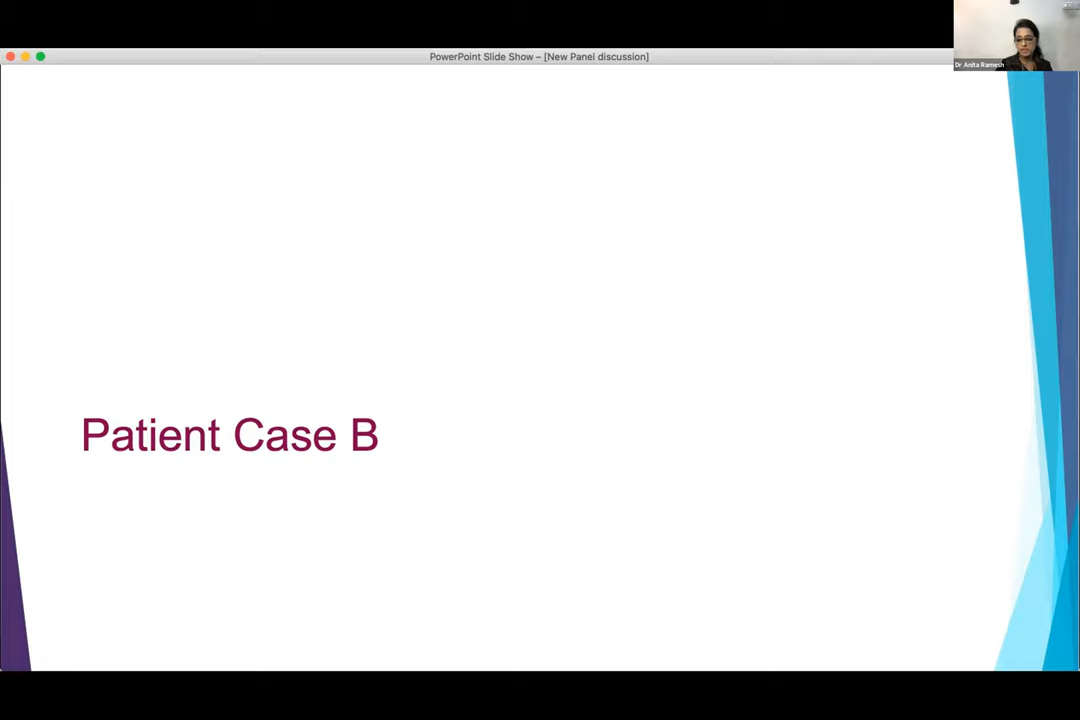 PowerPoint Slide Show – [New Panel discussion]
Dr Anita Ramesh
Patient Case B